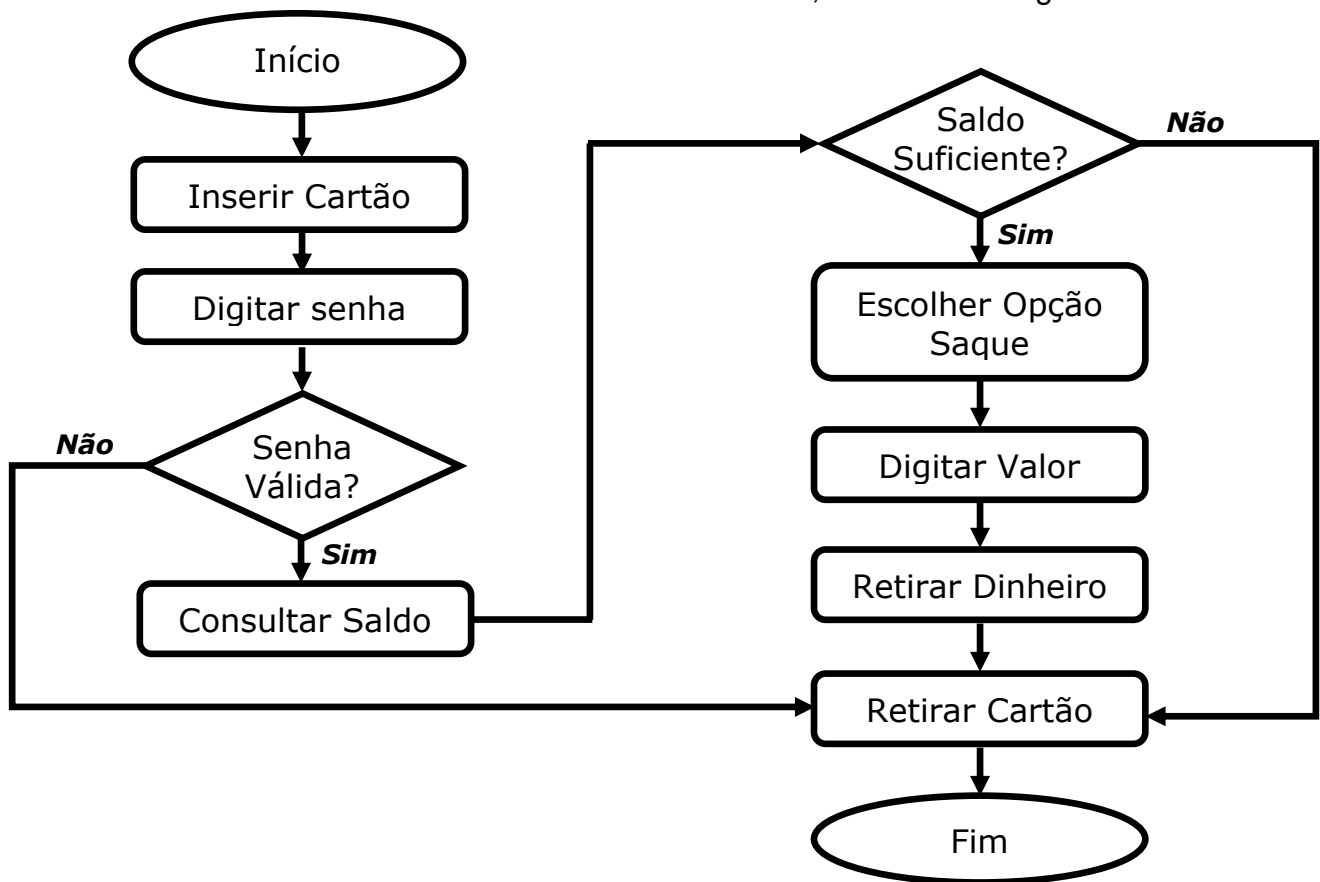 Início
Inserir Cartão
Digitar senha
Senha
Válida?
Não
Sim
Consultar Saldo
Saldo
Suficiente?
Não
Sim
Escolher Opção
Saque
Digitar Valor
Retirar Dinheiro
Retirar Cartão
Fim